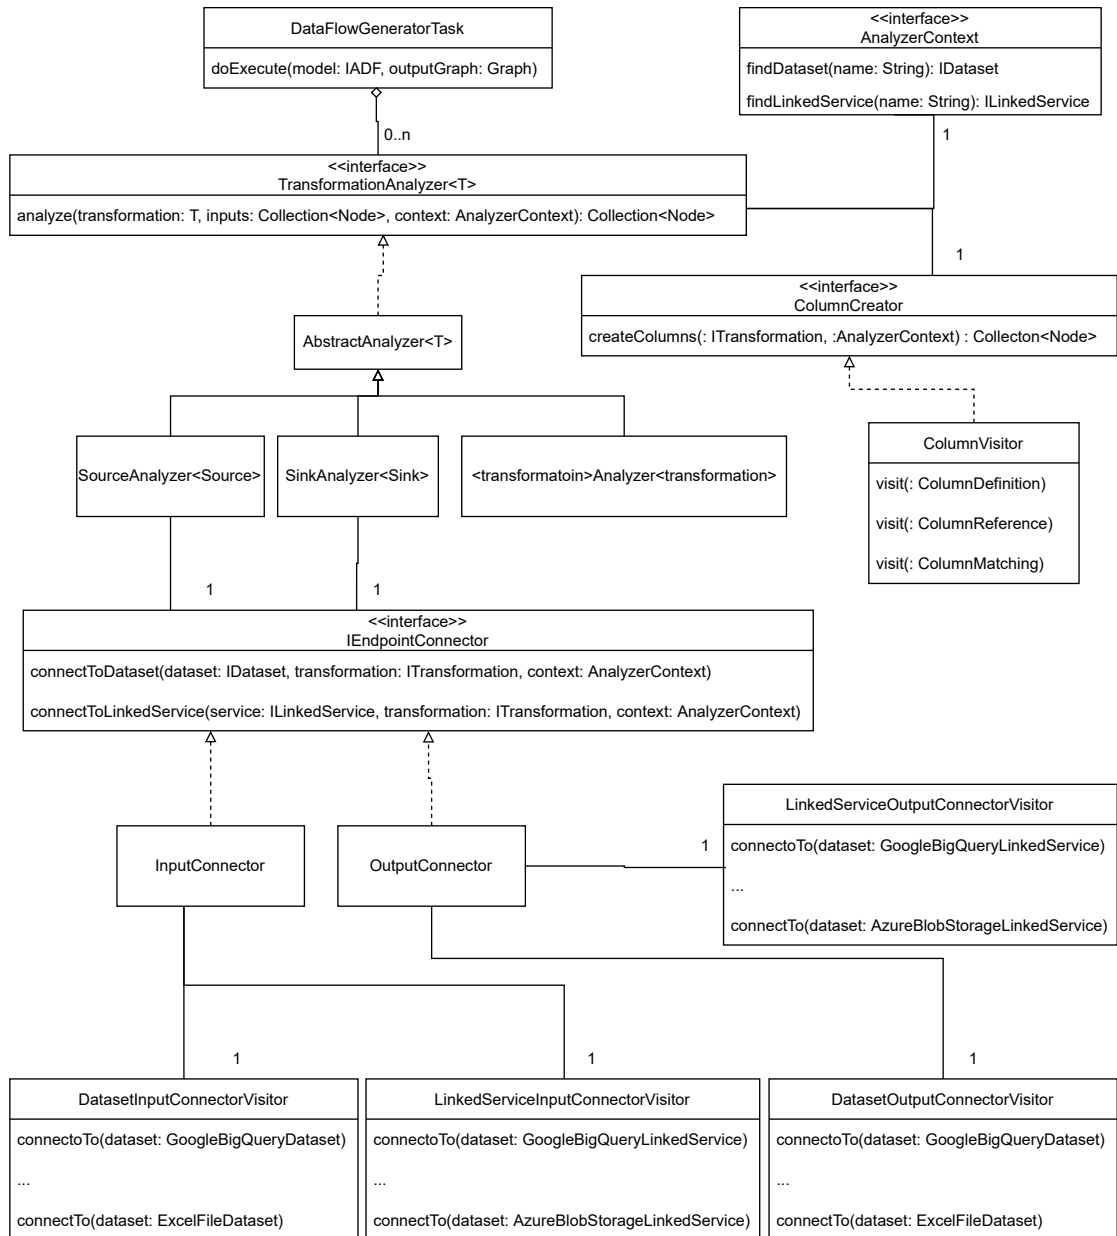 DataFlowGeneratorTask
doExecute(model: IADF, outputGraph: Graph)
<<interface>>
AnalyzerContext
findDataset(name: String): IDataset
findLinkedService(name: String): ILinkedService
0..n
1
<<interface>>
TransformationAnalyzer<T>
analyze(transformation: T, inputs: Collection<Node>, context: AnalyzerContext): Collection<Node>
1
<<interface>>
ColumnCreator
createColumns(: ITransformation, :AnalyzerContext) : Collecton<Node>
AbstractAnalyzer<T>
SourceAnalyzer<Source>
SinkAnalyzer<Sink>
<transformatoin>Analyzer<transformation>
ColumnVisitor
visit(: ColumnDefinition)
visit(: ColumnReference)
visit(: ColumnMatching)
1
1
<<interface>>
IEndpointConnector
connectToDataset(dataset: IDataset, transformation: ITransformation, context: AnalyzerContext)
connectToLinkedService(service: ILinkedService, transformation: ITransformation, context: AnalyzerContext)
InputConnector
OutputConnector
1
LinkedServiceOutputConnectorVisitor
connectoTo(dataset: GoogleBigQueryLinkedService)
...
connectTo(dataset: AzureBlobStorageLinkedService)
1
1
1
DatasetInputConnectorVisitor
connectoTo(dataset: GoogleBigQueryDataset)
...
connectTo(dataset: ExcelFileDataset)
LinkedServiceInputConnectorVisitor
connectoTo(dataset: GoogleBigQueryLinkedService)
...
connectTo(dataset: AzureBlobStorageLinkedService)
DatasetOutputConnectorVisitor
connectoTo(dataset: GoogleBigQueryDataset)
...
connectTo(dataset: ExcelFileDataset)